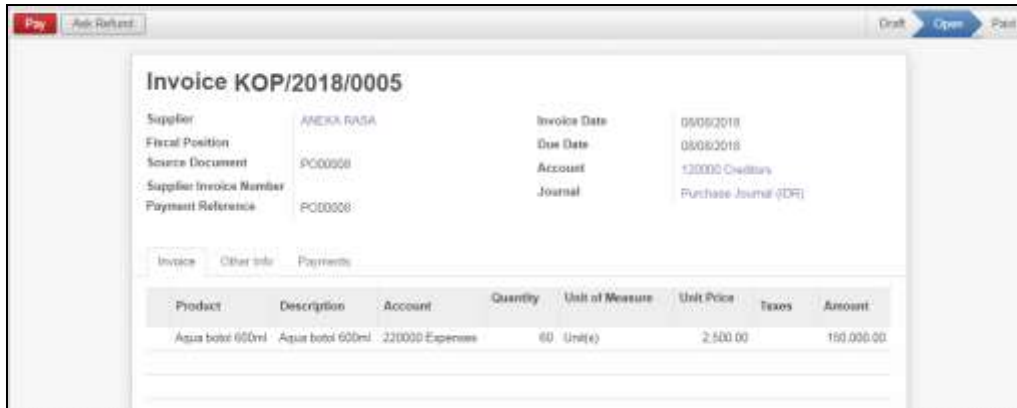 Pay Ask Refund Draft Open Paid
Invoice KOP/2018/0005
Supplier ANEKA RASA Invoice Date 08/08/2018
Fiscal Position Due Date 08/08/2018
Source Document PO00008 Account 120000 Creditors
Supplier Invoice Number Journal Purchase Journal (IDR)
Payment Reference PO00008
Invoice Other Info Payments
Product Description Account Quantity Unit of Measure Unit Price Taxes Amount
Aqua botol 600ml Aqua botol 600ml 220000 Expenses 60 Unit(s) 2,500.00 150,000.00